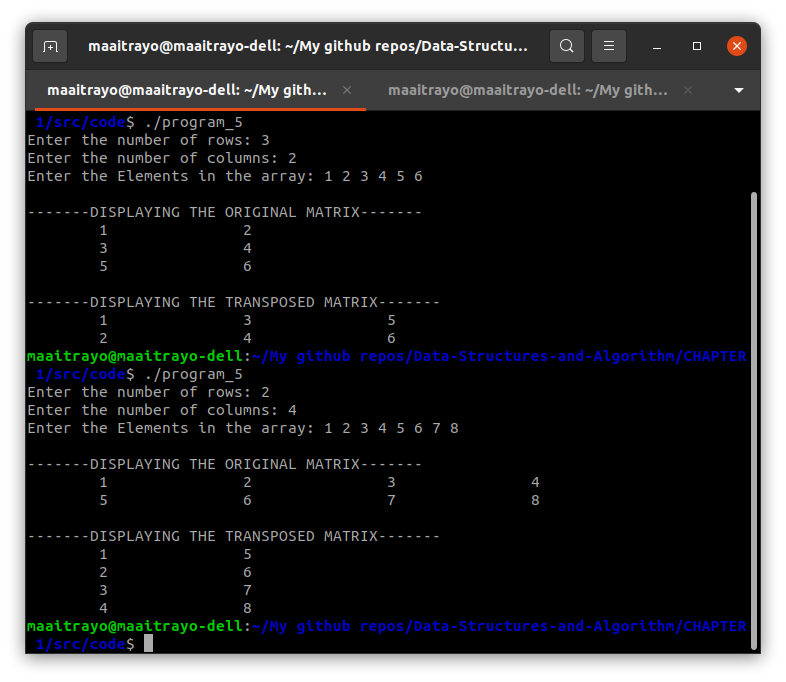 maaitrayo@maaitrayo-dell: ~/My github repos/Data-Structu...
maaitrayo@maaitrayo-dell: ~/My gith... × maaitrayo@maaitrayo-dell: ~/My gith... ×
1/src/code$ ./program_5
Enter the number of rows: 3
Enter the number of columns: 2
Enter the Elements in the array: 1 2 3 4 5 6
-------DISPLAYING THE ORIGINAL MATRIX-------
1 2
3 4
5 6
-------DISPLAYING THE TRANSPOSED MATRIX-------
1 3 5
2 4 6
maaitrayo@maaitrayo-dell:~/My github repos/Data-Structures-and-Algorithm/CHAPTER
1/src/code$ ./program_5
Enter the number of rows: 2
Enter the number of columns: 4
Enter the Elements in the array: 1 2 3 4 5 6 7 8
-------DISPLAYING THE ORIGINAL MATRIX-------
1 2 3 4
5 6 7 8
-------DISPLAYING THE TRANSPOSED MATRIX-------
1 5
2 6
3 7
4 8
maaitrayo@maaitrayo-dell:~/My github repos/Data-Structures-and-Algorithm/CHAPTER
1/src/code$